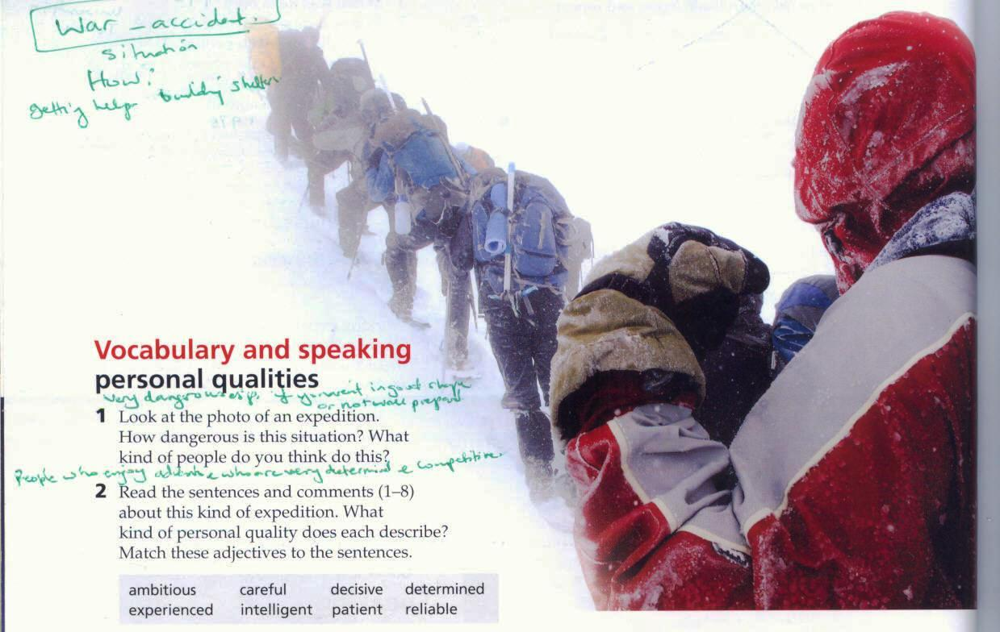 War - accident.
situation
How?
getting help building shelter
Vocabulary and speaking
personal qualities
very dangerous esp. if you aren't in good shape
or not well prepared
1 Look at the photo of an expedition.
How dangerous is this situation? What
kind of people do you think do this?
People who enjoy adventure who are very determined & competitive.
2 Read the sentences and comments (1–8)
about this kind of expedition. What
kind of personal quality does each describe?
Match these adjectives to the sentences.
ambitious careful decisive determined
experienced intelligent patient reliable